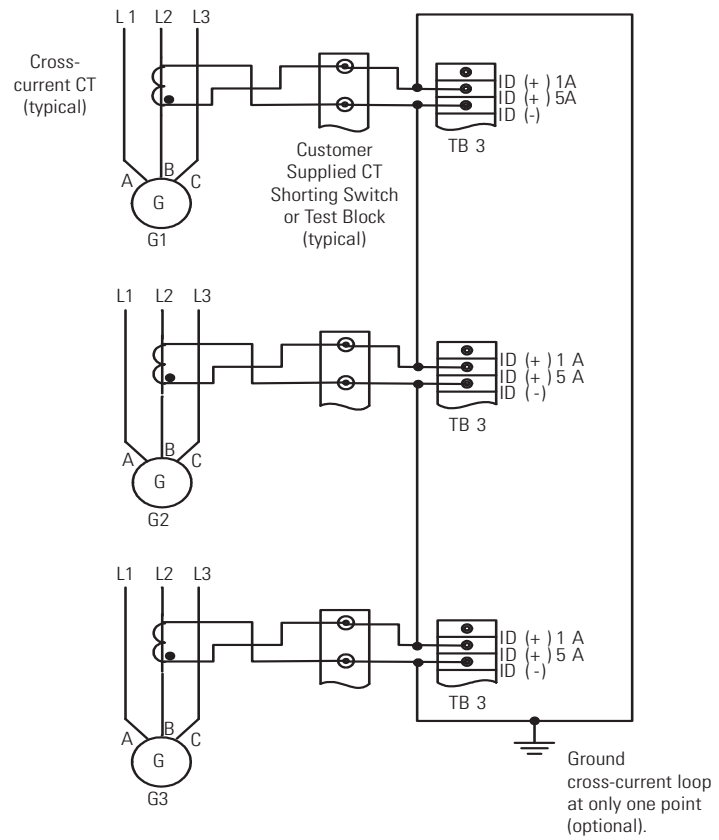 L 1 L2 L3
Cross-
current CT
(typical)
ID (+ ) 1A
ID (+ ) 5A
ID (-)
TB 3
Customer
Supplied CT
Shorting Switch
or Test Block
(typical)
A B C
G
G1
L1 L2 L3
ID (+ ) 1 A
ID (+ ) 5 A
ID (-)
TB 3
A B C
G
G2
L1 L2 L3
ID (+ ) 1 A
ID (+ ) 5 A
ID (-)
TB 3
A B C
G
G3
Ground
cross-current loop
at only one point
(optional).